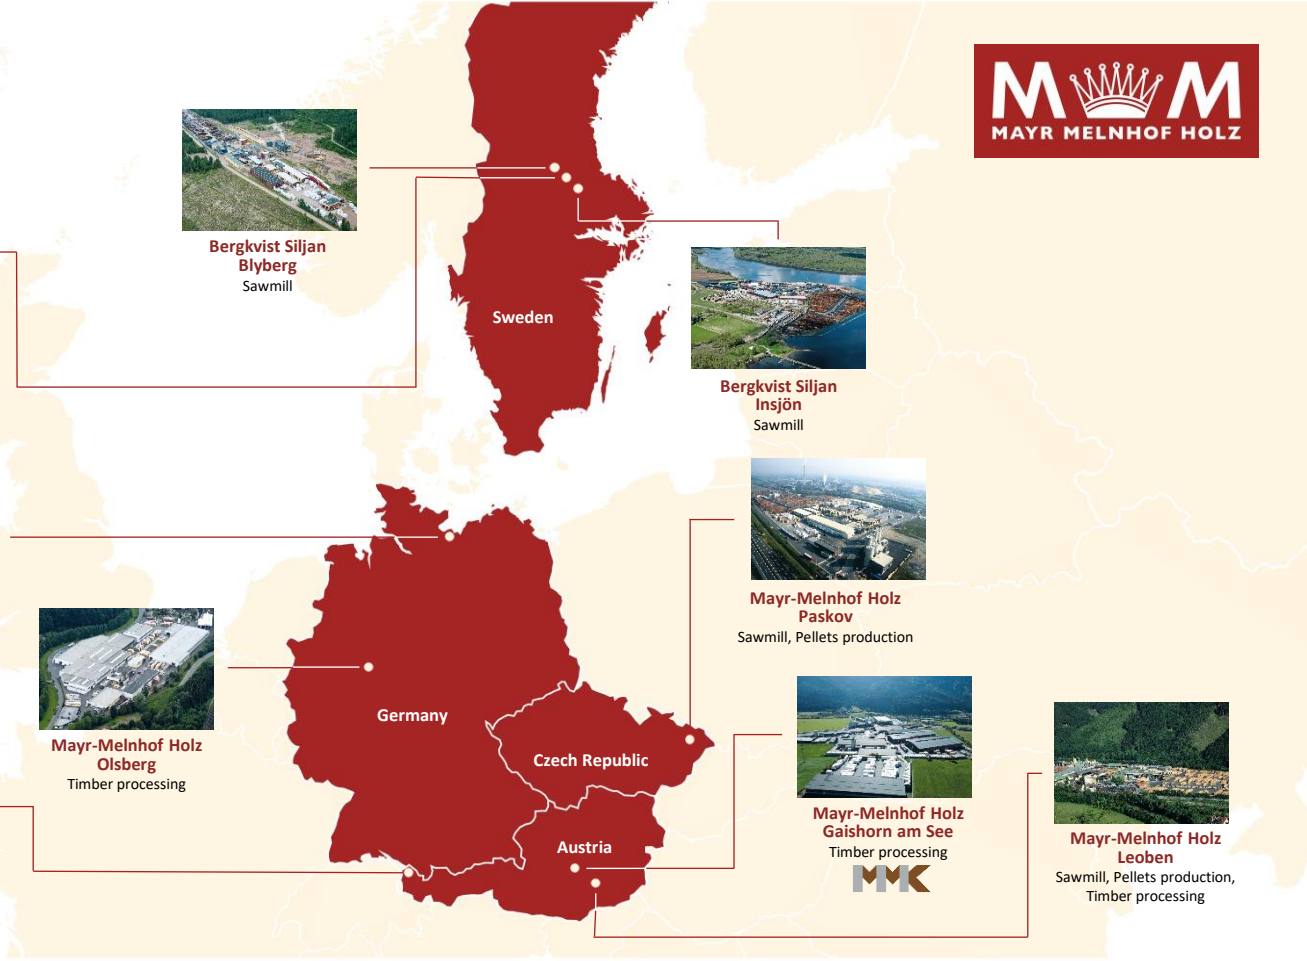 M M
MAYR MELNHOF HOLZ
Bergkvist Siljan
Blyberg
Sawmill
Sweden
Bergkvist Siljan
Insjön
Sawmill
Mayr-Melnhof Holz
Paskov
Sawmill, Pellets production
Mayr-Melnhof Holz
Olsberg
Timber processing
Germany
Czech Republic
Austria
Mayr-Melnhof Holz
Gaishorn am See
Timber processing
MMK
Mayr-Melnhof Holz
Leoben
Sawmill, Pellets production,
Timber processing